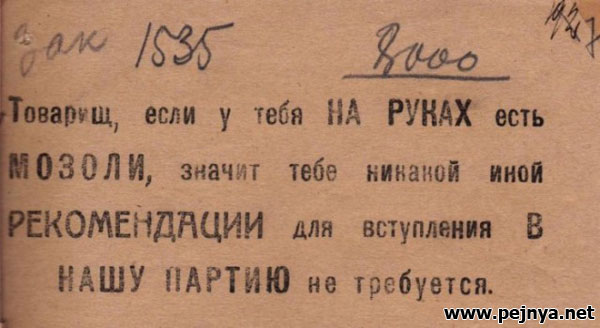 зак 1535 3000 1927
Товарищ, если у тебя НА РУКАХ есть
МОЗОЛИ, значит тебе никакой иной
РЕКОМЕНДАЦИИ для вступления В
НАШУ ПАРТИЮ не требуется.
www.pejnya.net